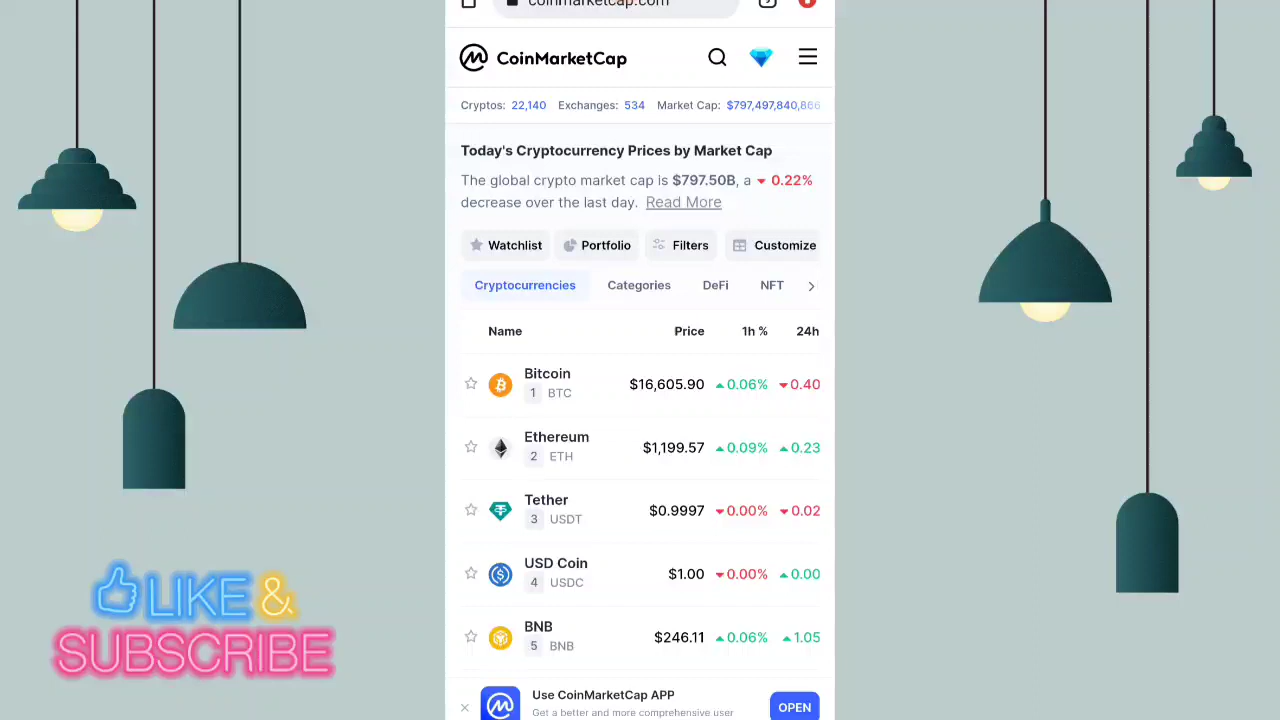 coinmarketcap.com
CoinMarketCap
Cryptos: 22,140 Exchanges: 534 Market Cap: $797,497,840,866
Today's Cryptocurrency Prices by Market Cap
The global crypto market cap is $797.50B, a 0.22%
decrease over the last day. Read More
Watchlist Portfolio Filters Customize
Cryptocurrencies Categories DeFi NFT
Name Price 1h % 24h
Bitcoin
1 BTC $16,605.90 0.06% 0.40
Ethereum
2 ETH $1,199.57 0.09% 0.23
Tether
3 USDT $0.9997 0.00% 0.02
USD Coin
4 USDC $1.00 0.00% 0.00
BNB
5 BNB $246.11 0.06% 1.05
Use CoinMarketCap APP
Get a better and more comprehensive user
OPEN
LIKE &
SUBSCRIBE